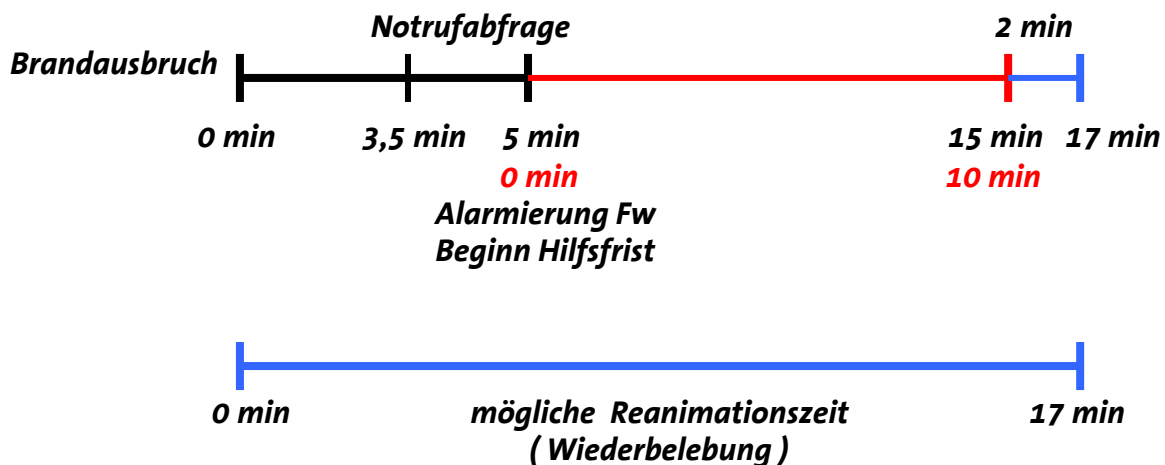 Notrufabfrage 2 min
Brandausbruch
0 min 3,5 min 5 min 15 min 17 min
0 min 10 min
Alarmierung Fw
Beginn Hilfsfrist
0 min mögliche Reanimationszeit 17 min
( Wiederbelebung )